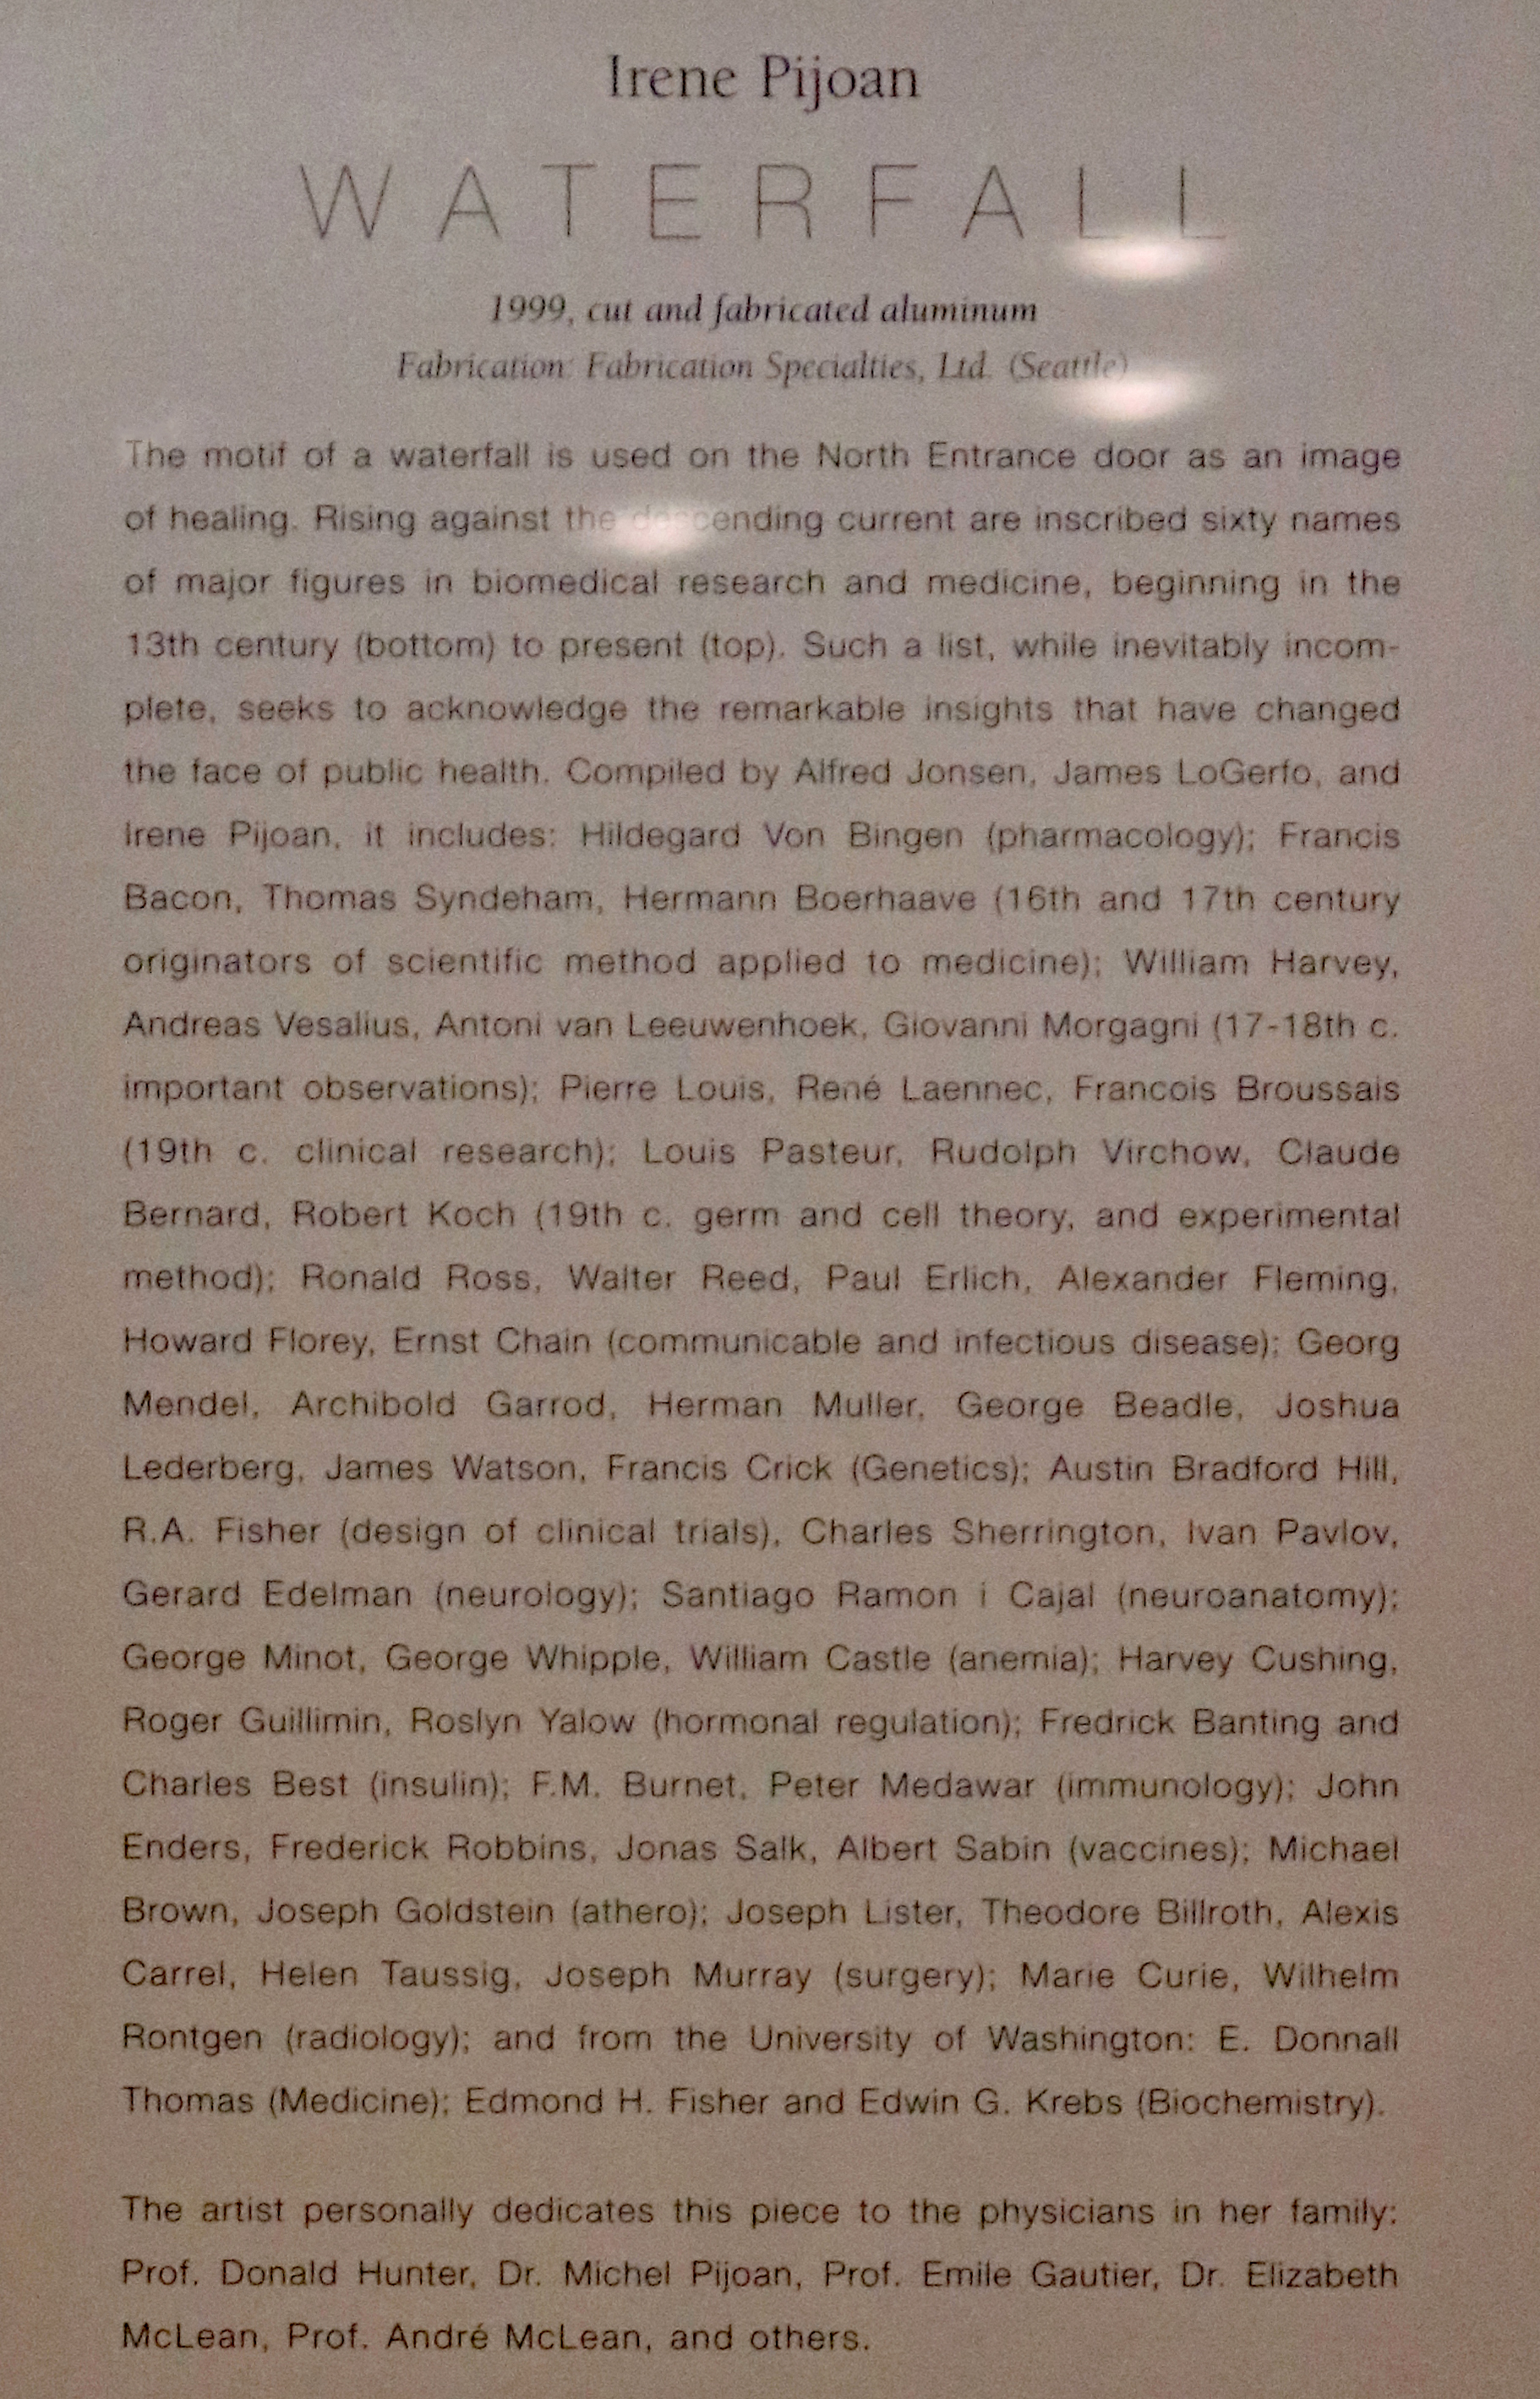 Irene Pijoan
WATERFALL
1999, cut and fabricated aluminum
Fabrication: Fabrication Specialties, Ltd. (Seattle)
The motif of a waterfall is used on the North Entrance door as an image
of healing. Rising against the descending current are inscribed sixty names
of major figures in biomedical research and medicine, beginning in the
13th century (bottom) to present (top). Such a list, while inevitably incom-
plete, seeks to acknowledge the remarkable insights that have changed
the face of public health. Compiled by Alfred Jonsen, James LoGerfo, and
Irene Pijoan, it includes: Hildegard Von Bingen (pharmacology); Francis
Bacon, Thomas Syndeham, Hermann Boerhaave (16th and 17th century
originators of scientific method applied to medicine); William Harvey,
Andreas Vesalius, Antoni van Leeuwenhoek, Giovanni Morgagni (17-18th c.
important observations); Pierre Louis, René Laennec, Francois Broussais
(19th c. clinical research); Louis Pasteur, Rudolph Virchow, Claude
Bernard, Robert Koch (19th c. germ and cell theory, and experimental
method); Ronald Ross, Walter Reed, Paul Erlich, Alexander Fleming,
Howard Florey, Ernst Chain (communicable and infectious disease); Georg
Mendel, Archibold Garrod, Herman Muller, George Beadle, Joshua
Lederberg, James Watson, Francis Crick (Genetics); Austin Bradford Hill,
R.A. Fisher (design of clinical trials), Charles Sherrington, Ivan Pavlov,
Gerard Edelman (neurology); Santiago Ramon i Cajal (neuroanatomy);
George Minot, George Whipple, William Castle (anemia); Harvey Cushing,
Roger Guillimin, Roslyn Yalow (hormonal regulation); Fredrick Banting and
Charles Best (insulin); F.M. Burnet, Peter Medawar (immunology); John
Enders, Frederick Robbins, Jonas Salk, Albert Sabin (vaccines); Michael
Brown, Joseph Goldstein (athero); Joseph Lister, Theodore Billroth, Alexis
Carrel, Helen Taussig, Joseph Murray (surgery); Marie Curie, Wilhelm
Rontgen (radiology); and from the University of Washington: E. Donnall
Thomas (Medicine); Edmond H. Fisher and Edwin G. Krebs (Biochemistry).
The artist personally dedicates this piece to the physicians in her family:
Prof. Donald Hunter, Dr. Michel Pijoan, Prof. Emile Gautier, Dr. Elizabeth
McLean, Prof. André McLean, and others.